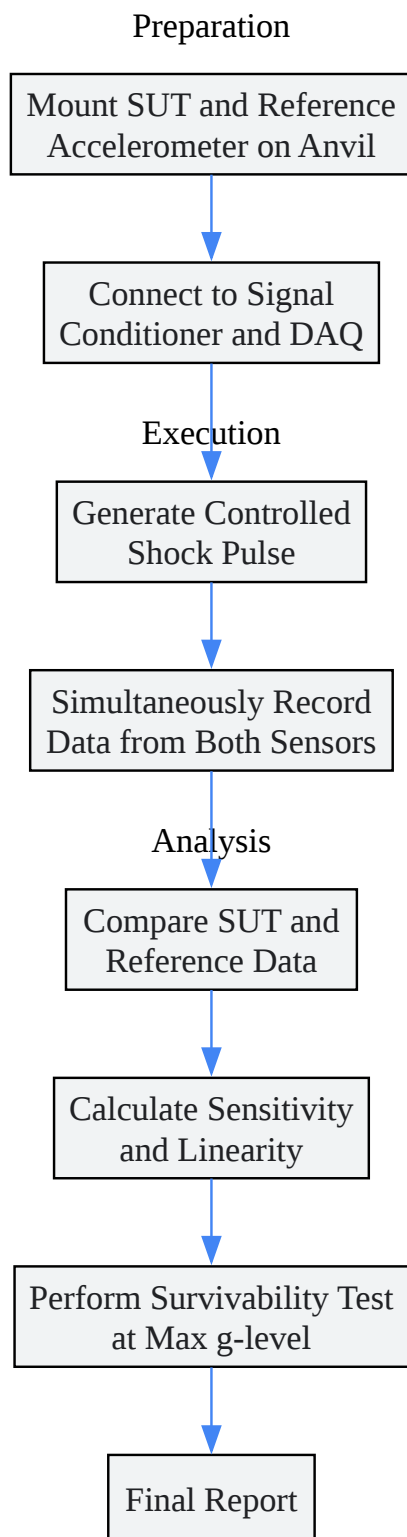 Preparation
Mount SUT and Reference
Accelerometer on Anvil
Connect to Signal
Conditioner and DAQ
Execution
Generate Controlled
Shock Pulse
Simultaneously Record
Data from Both Sensors
Analysis
Compare SUT and
Reference Data
Calculate Sensitivity
and Linearity
Perform Survivability Test
at Max g-level
Final Report